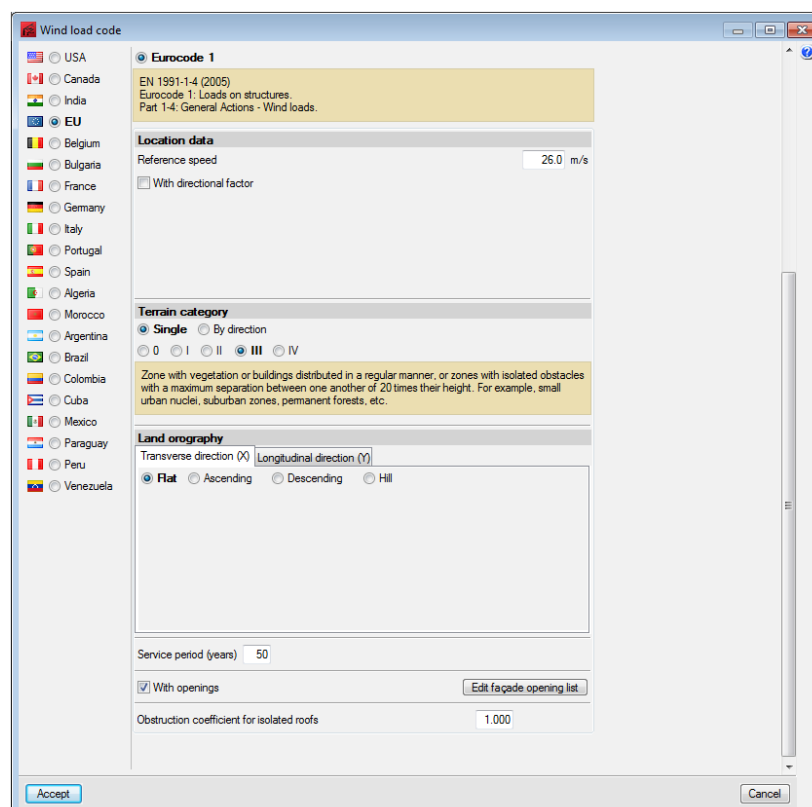 Wind load code
USA
Canada
India
EU
Belgium
Bulgaria
France
Germany
Italy
Portugal
Spain
Algeria
Morocco
Argentina
Brazil
Colombia
Cuba
Mexico
Paraguay
Peru
Venezuela
Eurocode 1
EN 1991-1-4 (2005)
Eurocode 1: Loads on structures.
Part 1-4: General Actions - Wind loads.
Location data
Reference speed 26.0 m/s
With directional factor
Terrain category
Single By direction
0 I II III IV
Zone with vegetation or buildings distributed in a regular manner, or zones with isolated obstacles
with a maximum separation between one another of 20 times their height. For example, small
urban nuclei, suburban zones, permanent forests, etc.
Land orography
Transverse direction (X) Longitudinal direction (Y)
Flat Ascending Descending Hill
Service period (years) 50
With openings Edit façade opening list
Obstruction coefficient for isolated roofs 1.000
Accept Cancel